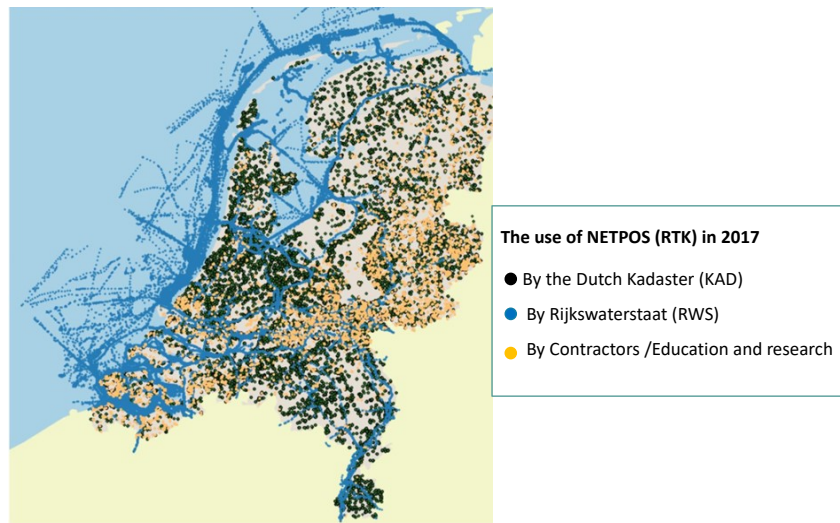 The use of NETPOS (RTK) in 2017
By the Dutch Kadaster (KAD)
By Rijkswaterstaat (RWS)
By Contractors /Education and research